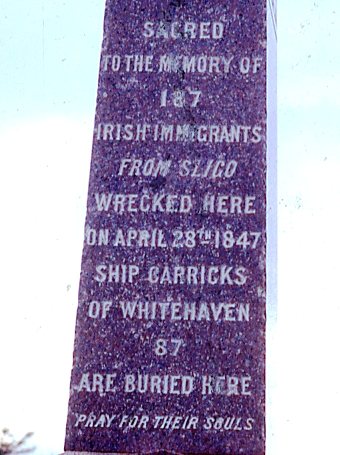 SACRED
TO THE MEMORY OF
187
IRISH IMMIGRANTS
FROM SLIGO
WRECKED HERE
ON APRIL 28TH 1847
SHIP CARRICKS
OF WHITEHAVEN
87
ARE BURIED HERE
PRAY FOR THEIR SOULS